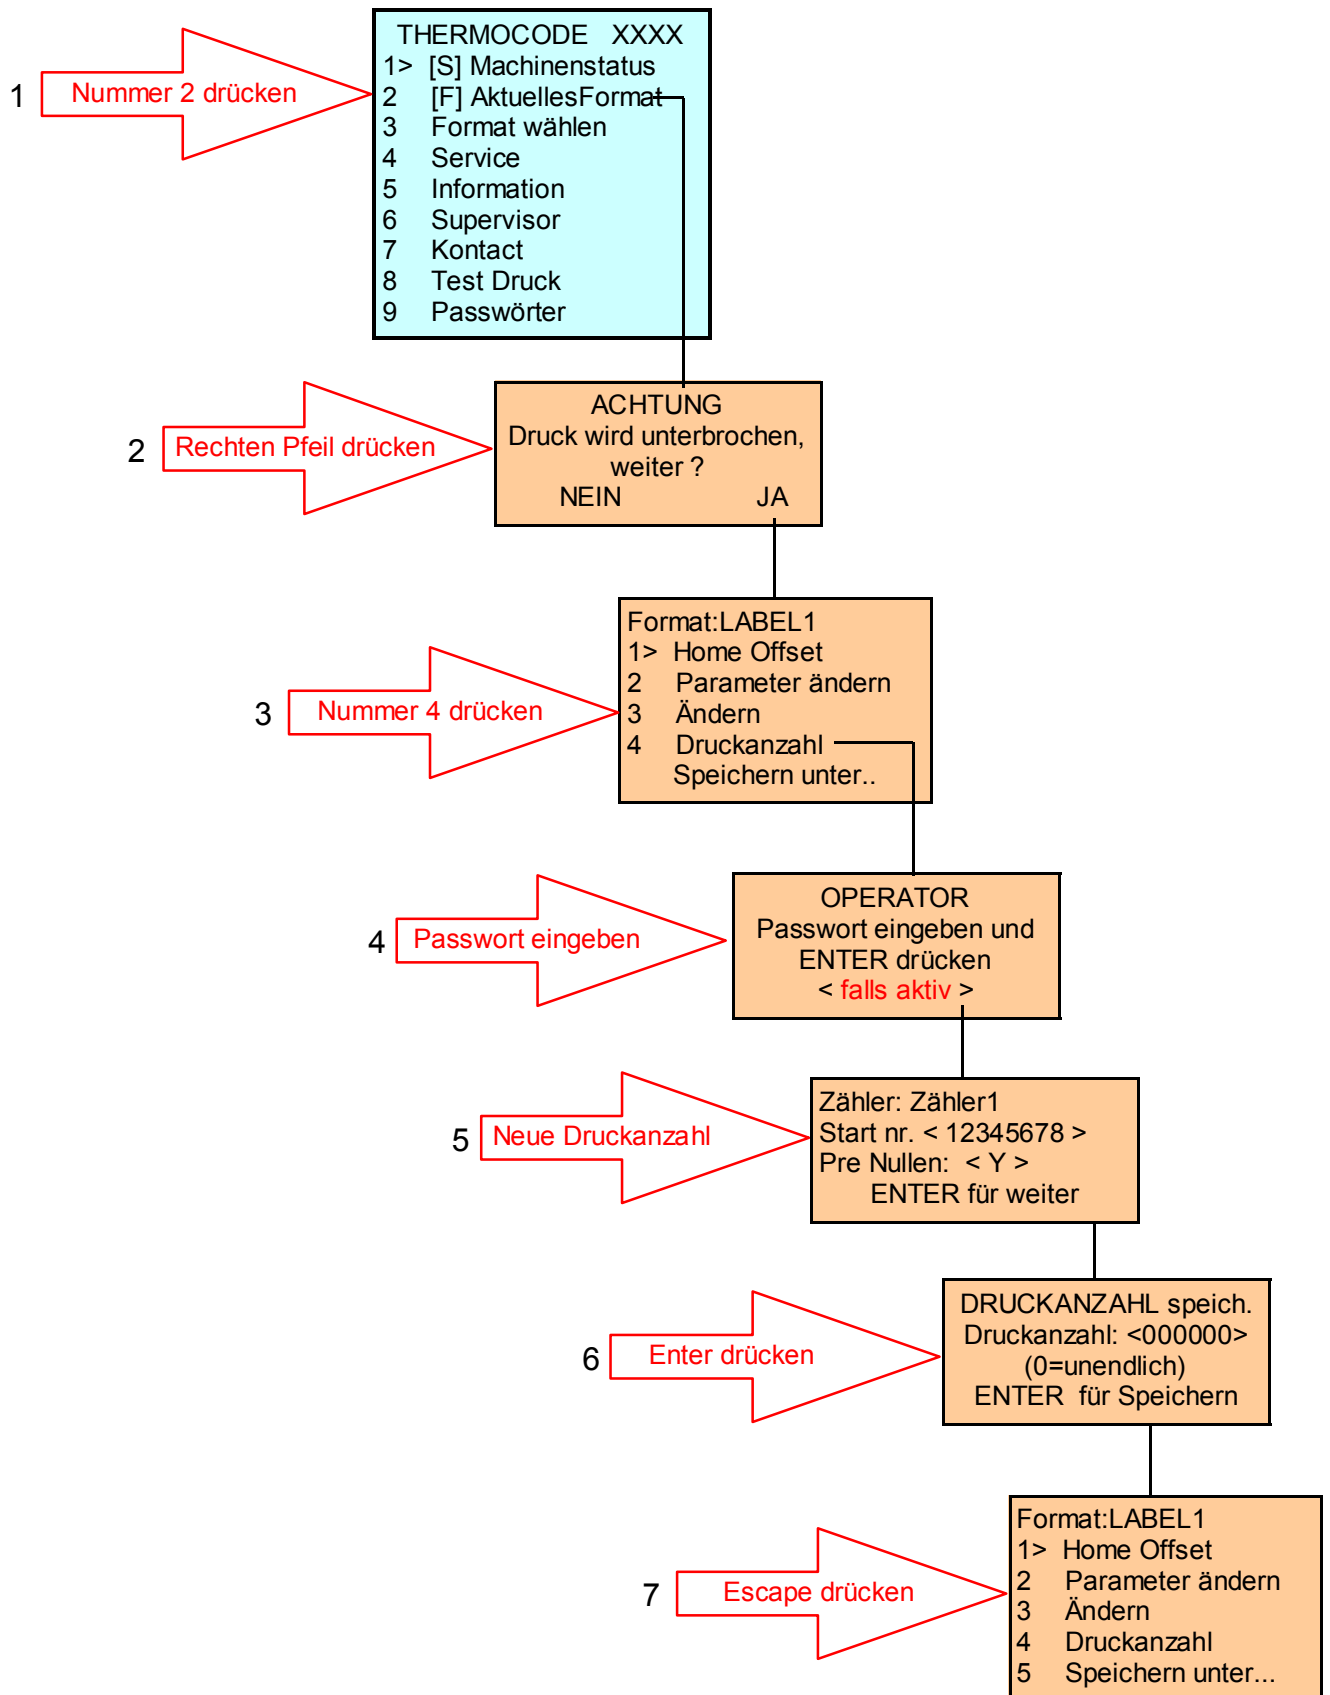 THERMOCODE XXXX
1> [S] Machinenstatus
2 [F] AktuellesFormat
3 Format wählen
4 Service
5 Information
6 Supervisor
7 Kontact
8 Test Druck
9 Passwörter
1 Nummer 2 drücken
ACHTUNG
Druck wird unterbrochen,
weiter ?
NEIN JA
2 Rechten Pfeil drücken
Format:LABEL1
1> Home Offset
2 Parameter ändern
3 Ändern
4 Druckanzahl
Speichern unter..
3 Nummer 4 drücken
OPERATOR
Passwort eingeben und
ENTER drücken
< falls aktiv >
4 Passwort eingeben
Zähler: Zähler1
Start nr. < 12345678 >
Pre Nullen: < Y >
ENTER für weiter
5 Neue Druckanzahl
DRUCKANZAHL speich.
Druckanzahl: <000000>
(0=unendlich)
ENTER für Speichern
6 Enter drücken
Format:LABEL1
1> Home Offset
2 Parameter ändern
3 Ändern
4 Druckanzahl
5 Speichern unter...
7 Escape drücken